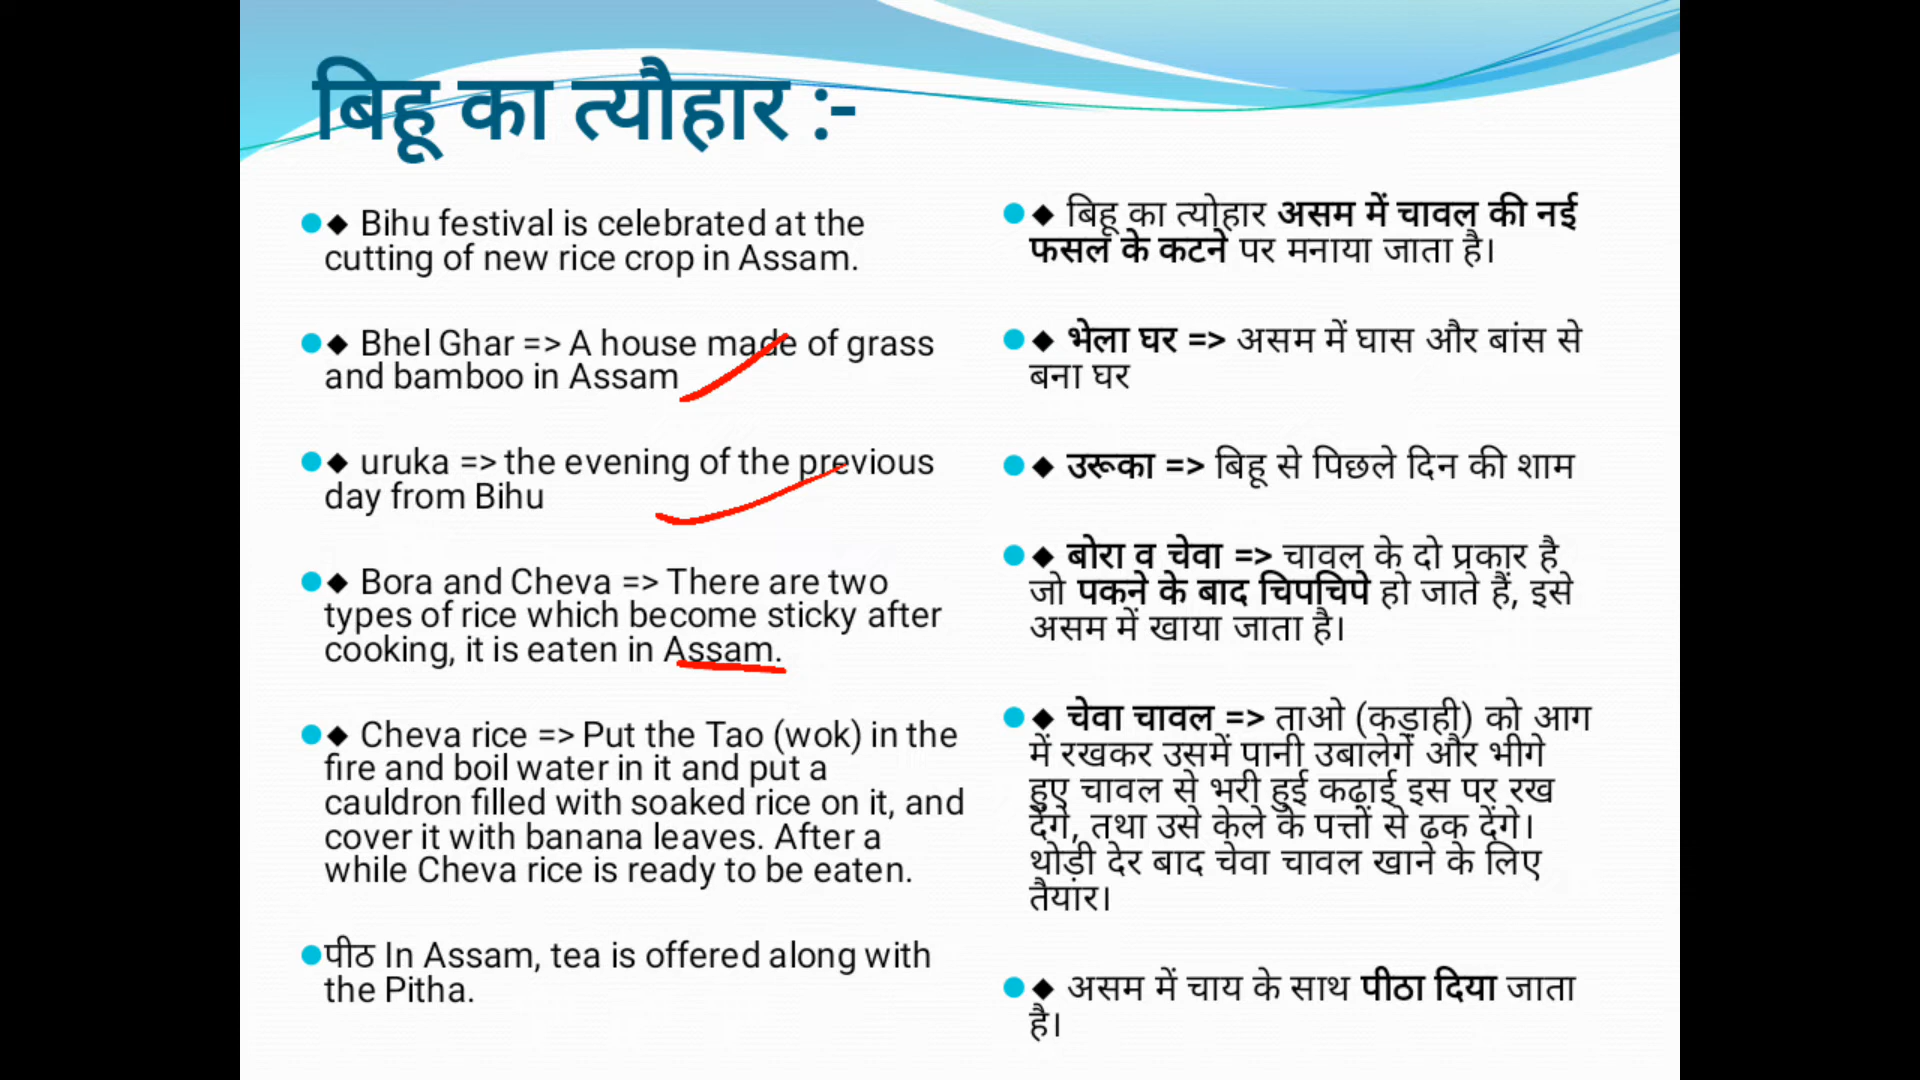 बिहू का त्यौहार :-
◆ Bihu festival is celebrated at the
cutting of new rice crop in Assam.
◆ Bhel Ghar => A house made of grass
and bamboo in Assam
◆ uruka => the evening of the previous
day from Bihu
◆ Bora and Cheva => There are two
types of rice which become sticky after
cooking, it is eaten in Assam.
◆ Cheva rice => Put the Tao (wok) in the
fire and boil water in it and put a
cauldron filled with soaked rice on it, and
cover it with banana leaves. After a
while Cheva rice is ready to be eaten.
पीठ In Assam, tea is offered along with
the Pitha.
◆ बिहू का त्योहार असम में चावल की नई
फसल के कटने पर मनाया जाता है।
◆ भेला घर => असम में घास और बांस से
बना घर
◆ उरूका => बिहू से पिछले दिन की शाम
◆ बोरा व चेवा => चावल के दो प्रकार है
जो पकने के बाद चिपचिपे हो जाते हैं, इसे
असम में खाया जाता है।
◆ चेवा चावल => ताओ (कड़ाही) को आग
में रखकर उसमें पानी उबालेगें और भीगे
हुए चावल से भरी हुई कढाई इस पर रख
देंगे, तथा उसे केले के पत्तों से ढक देंगे।
थोड़ी देर बाद चेवा चावल खाने के लिए
तैयार।
◆ असम में चाय के साथ पीठा दिया जाता
है।